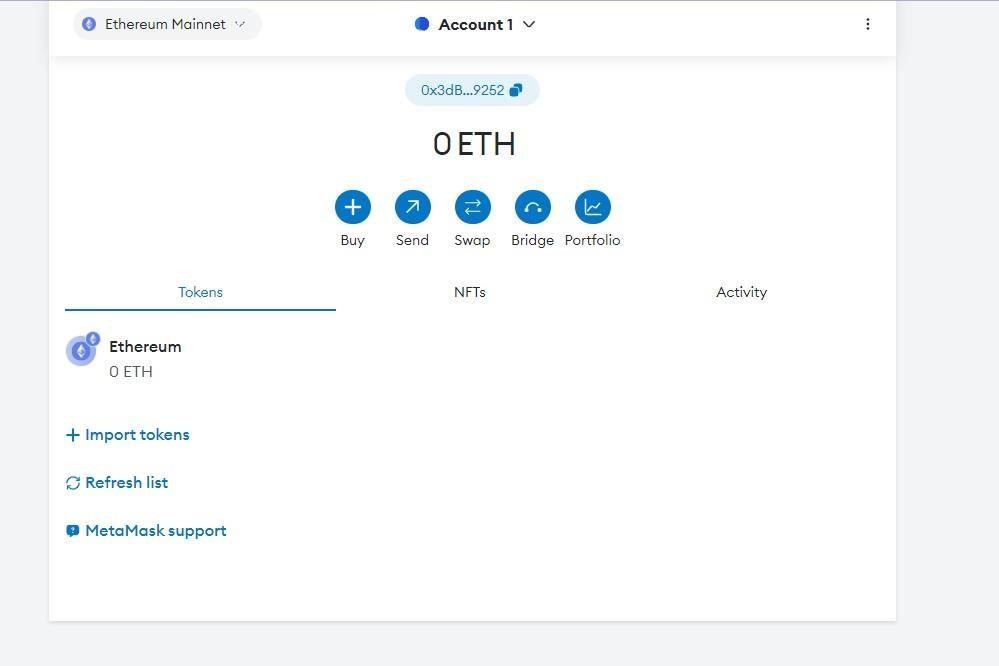 Ethereum Mainnet
Account 1
0x3dB...9252
0 ETH
Buy Send Swap Bridge Portfolio
Tokens NFTs Activity
Ethereum
0 ETH
Import tokens
Refresh list
MetaMask support